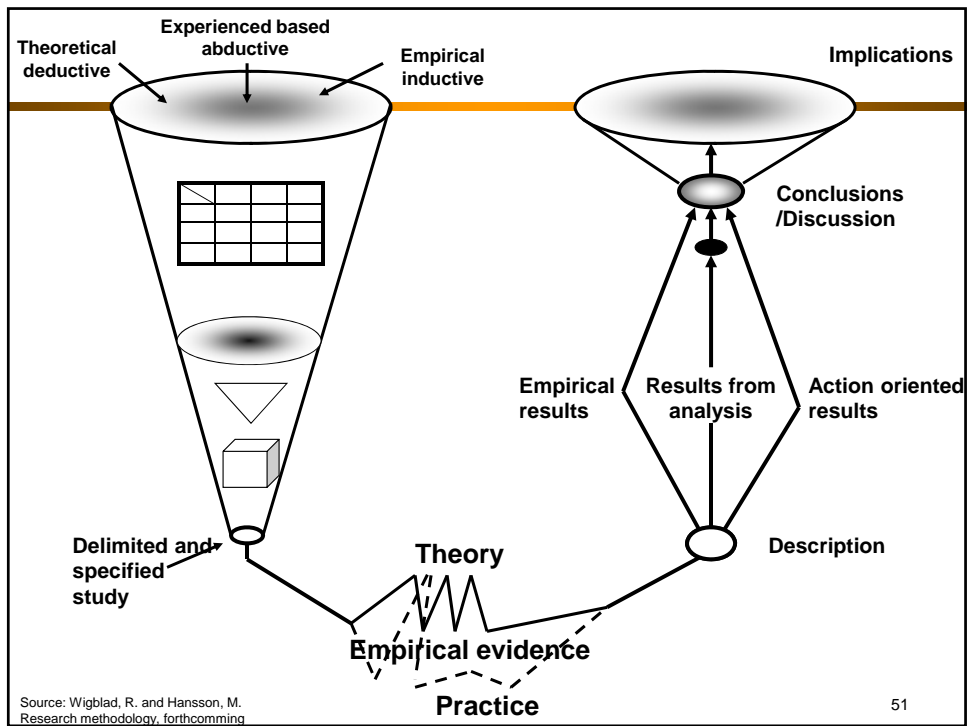 Experienced based
abductive
Theoretical
deductive
Empirical
inductive
Implications
Conclusions
/Discussion
Empirical
results
Results from
analysis
Action oriented
results
Delimited and
specified
study
Theory
Description
Empirical evidence
Practice
Source: Wigblad, R. and Hansson, M.
Research methodology, forthcomming
51